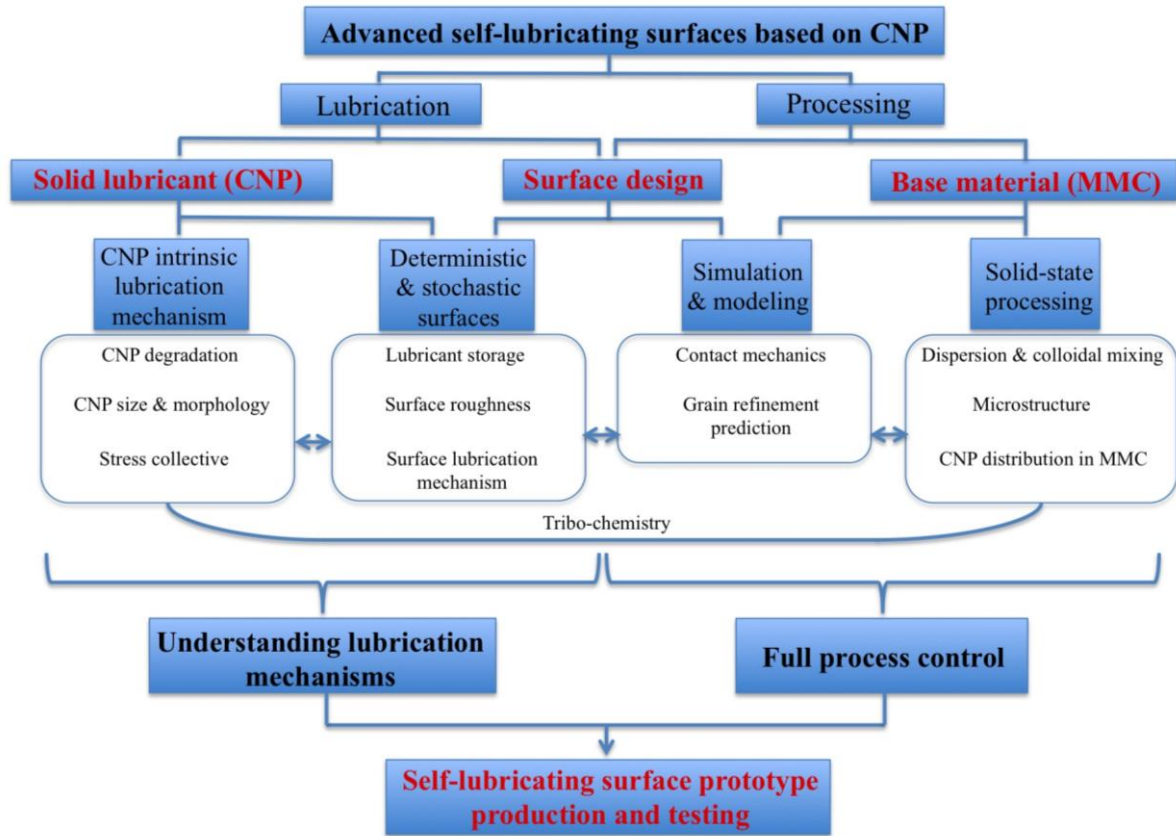 Advanced self-lubricating surfaces based on CNP
Lubrication
Processing
Solid lubricant (CNP)
Surface design
Base material (MMC)
CNP intrinsic
lubrication
mechanism
Deterministic
& stochastic
surfaces
Simulation
& modeling
Solid-state
processing
CNP degradation
CNP size & morphology
Stress collective
Lubricant storage
Surface roughness
Surface lubrication
mechanism
Contact mechanics
Grain refinement
prediction
Dispersion & colloidal mixing
Microstructure
CNP distribution in MMC
Tribo-chemistry
Understanding lubrication
mechanisms
Full process control
Self-lubricating surface prototype
production and testing